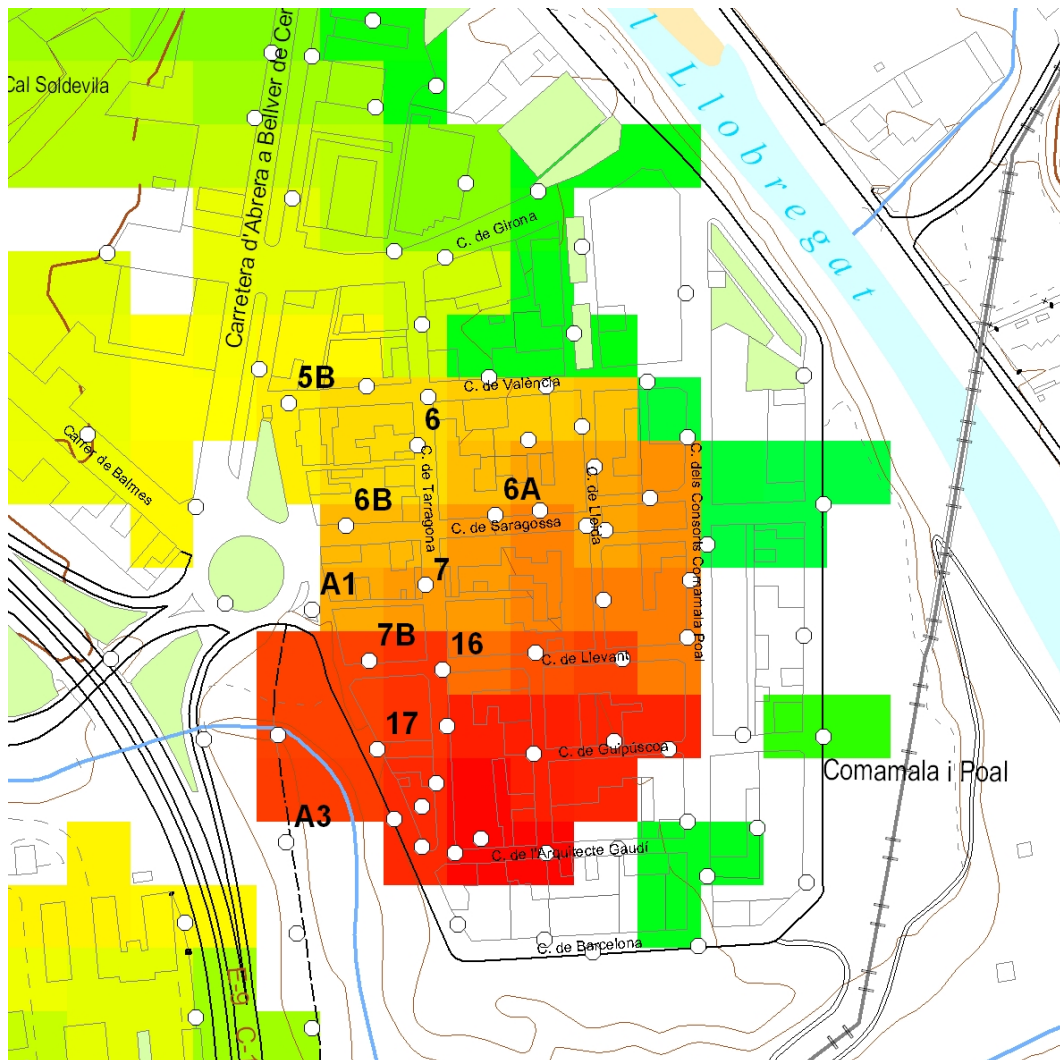 Cal Soldevila
Carretera d'Abrera a Bellver de Cer
l Llobregat
C. de Girona
5B
C. de València
6
Carrer de Balmes
C. de Tarragona
6B
6A
C. de Saragossa
C. de Lleida
C. dels Consorts Comamala Poal
7
A1
7B
16
C. de Llevant
17
C. de Guipúscoa
Comamala i Poal
A3
C. de l'Arquitecte Gaudí
C. de Barcelona
E-9 C-